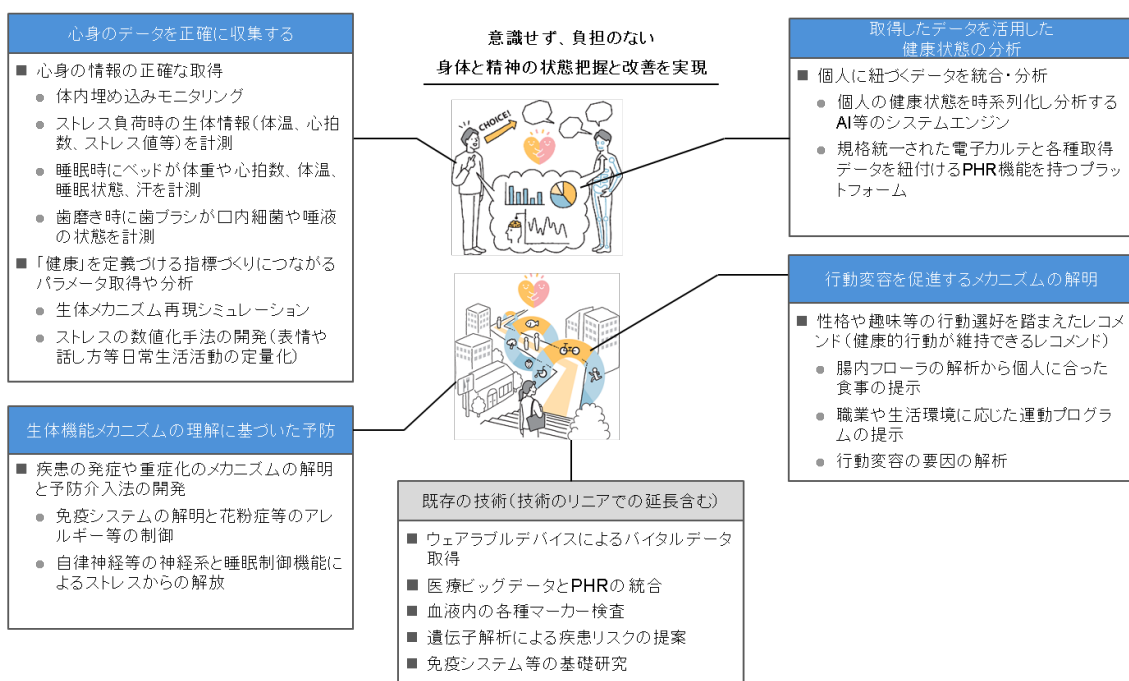 心身のデータを正確に収集する
■ 心身の情報の正確な取得
● 体内埋め込みモニタリング
● ストレス負荷時の生体情報(体温、心拍
数、ストレス値等)を計測
● 睡眠時にベッドが体重や心拍数、体温、
睡眠状態、汗を計測
● 歯磨き時に歯ブラシが口内細菌や唾液
の状態を計測
■ 「健康」を定義づける指標づくりにつながる
パラメータ取得や分析
● 生体メカニズム再現シミュレーション
● ストレスの数値化手法の開発(表情や
話し方等日常生活活動の定量化)
生体機能メカニズムの理解に基づいた予防
■ 疾患の発症や重症化のメカニズムの解明
と予防介入法の開発
● 免疫システムの解明と花粉症等のアレ
ルギー等の制御
● 自律神経等の神経系と睡眠制御機能に
よるストレスからの解放
意識せず、負担のない
身体と精神の状態把握と改善を実現
CHOICE!
既存の技術(技術のリニアでの延長含む)
■ ウェアラブルデバイスによるバイタルデータ
取得
■ 医療ビッグデータとPHRの統合
■ 血液内の各種マーカー検査
■ 遺伝子解析による疾患リスクの提案
■ 免疫システム等の基礎研究
取得したデータを活用した
健康状態の分析
■ 個人に紐づくデータを統合・分析
● 個人の健康状態を時系列化し分析する
AI等のシステムエンジン
● 規格統一された電子カルテと各種取得
データを紐付けるPHR機能を持つプラッ
トフォーム
行動変容を促進するメカニズムの解明
■ 性格や趣味等の行動選好を踏まえたレコメ
ンド(健康的行動が維持できるレコメンド)
● 腸内フローラの解析から個人に合った
食事の提示
● 職業や生活環境に応じた運動プログラ
ムの提示
● 行動変容の要因の解析